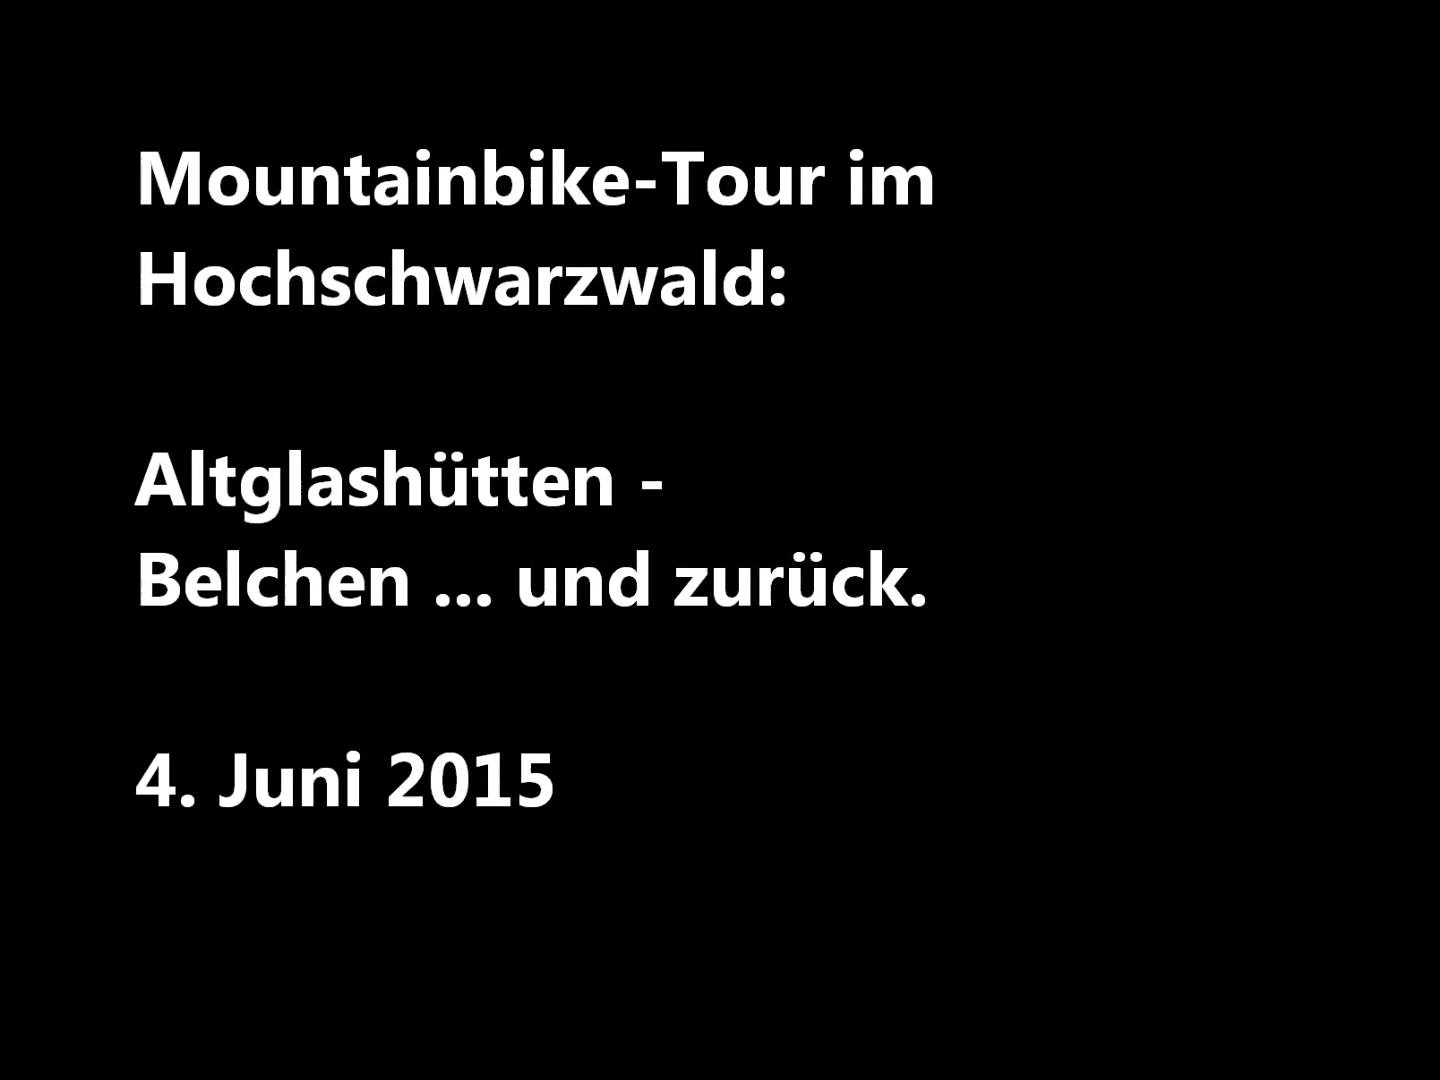 Mountainbike-Tour im
Hochschwarzwald:
Altglashütten -
Belchen ... und zurück.
4. Juni 2015